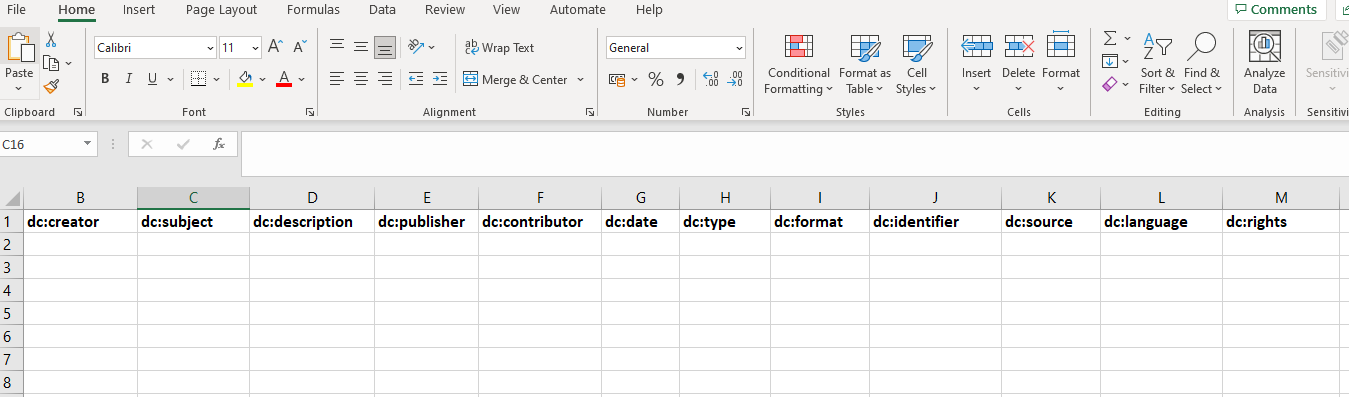 File Home Insert Page Layout Formulas Data Review View Automate Help Comments
Calibri 11 A A ab Wrap Text General
Paste B I U A Merge & Center % Conditional Formatting Format as Table Cell Styles Insert Delete Format Sort & Filter Find & Select Analyze Data
Clipboard Font Alignment Number Styles Cells Editing Analysis
C16 fx
B C D E F G H I J K L M
1 dc:creator dc:subject dc:description dc:publisher dc:contributor dc:date dc:type dc:format dc:identifier dc:source dc:language dc:rights
2
3
4
5
6
7
8